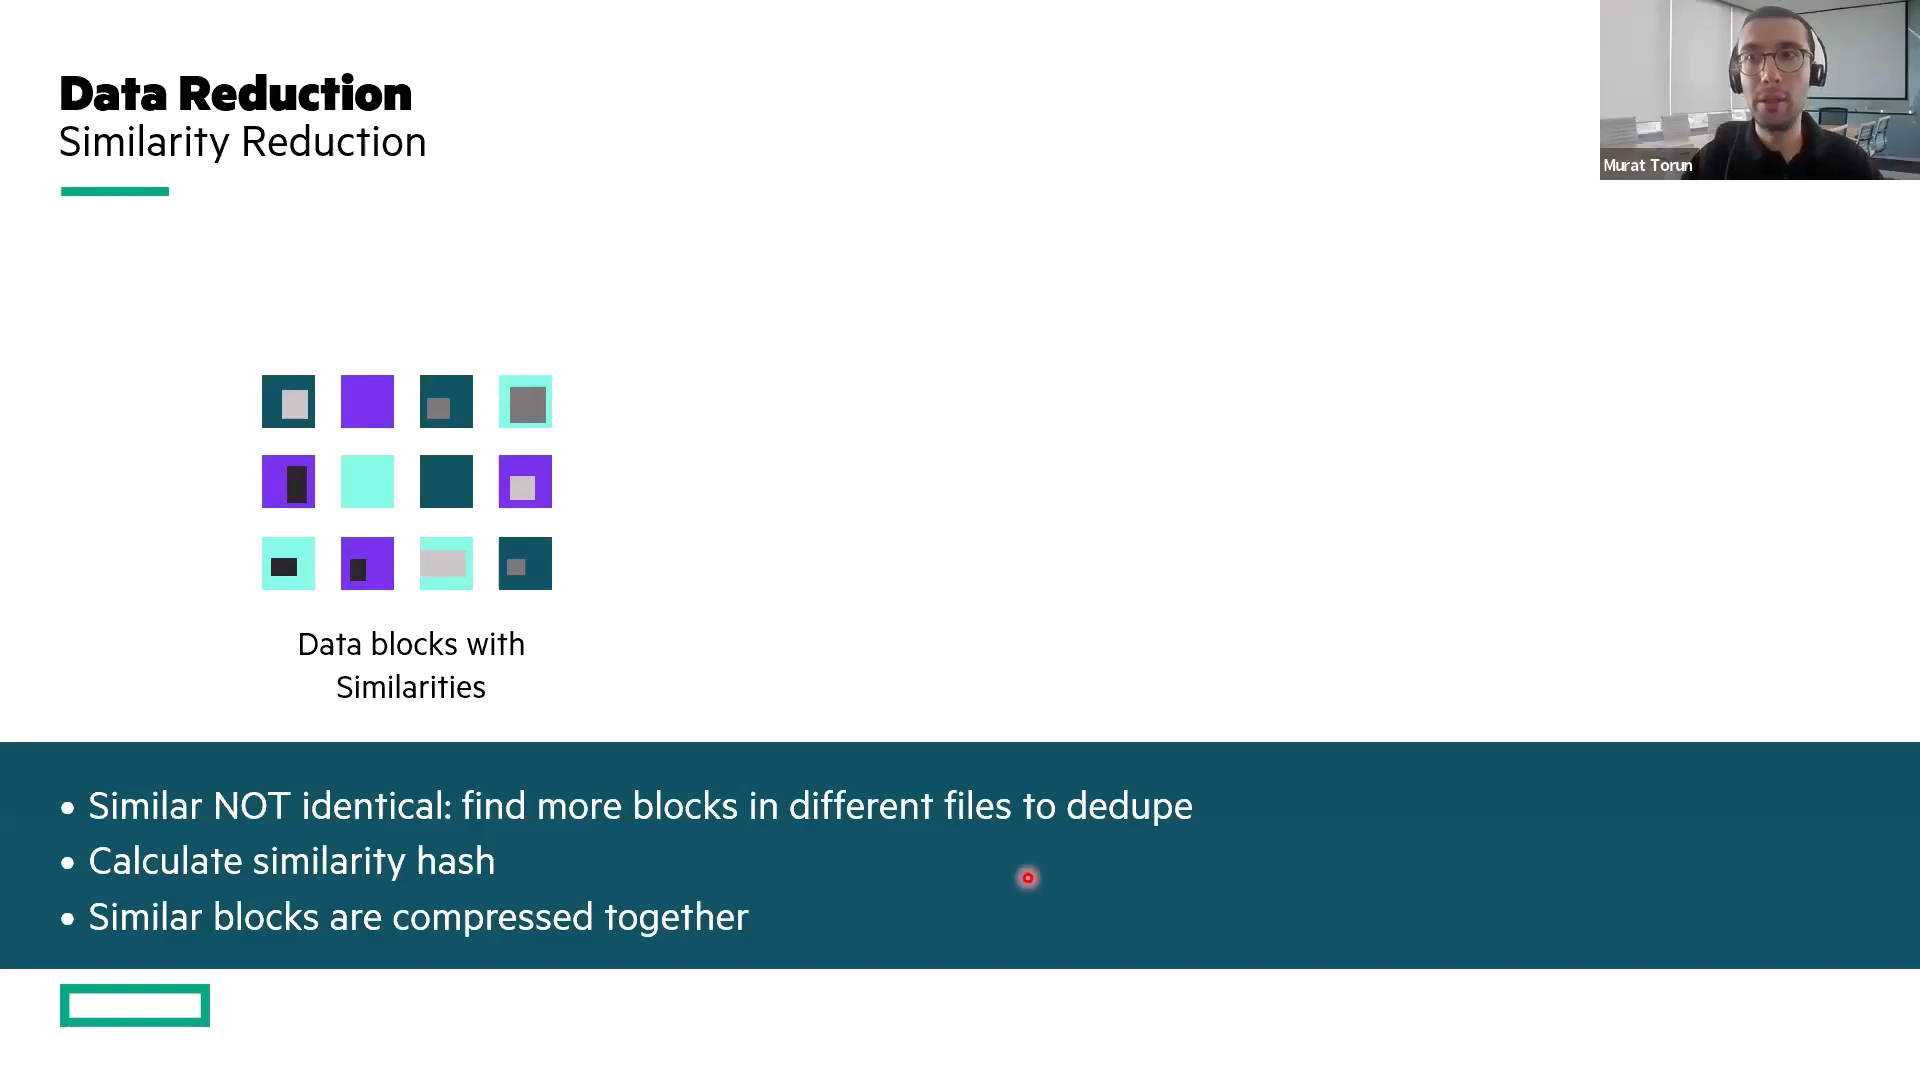 Data Reduction
Similarity Reduction
Murat Torun
Data blocks with
Similarities
• Similar NOT identical: find more blocks in different files to dedupe
• Calculate similarity hash
• Similar blocks are compressed together